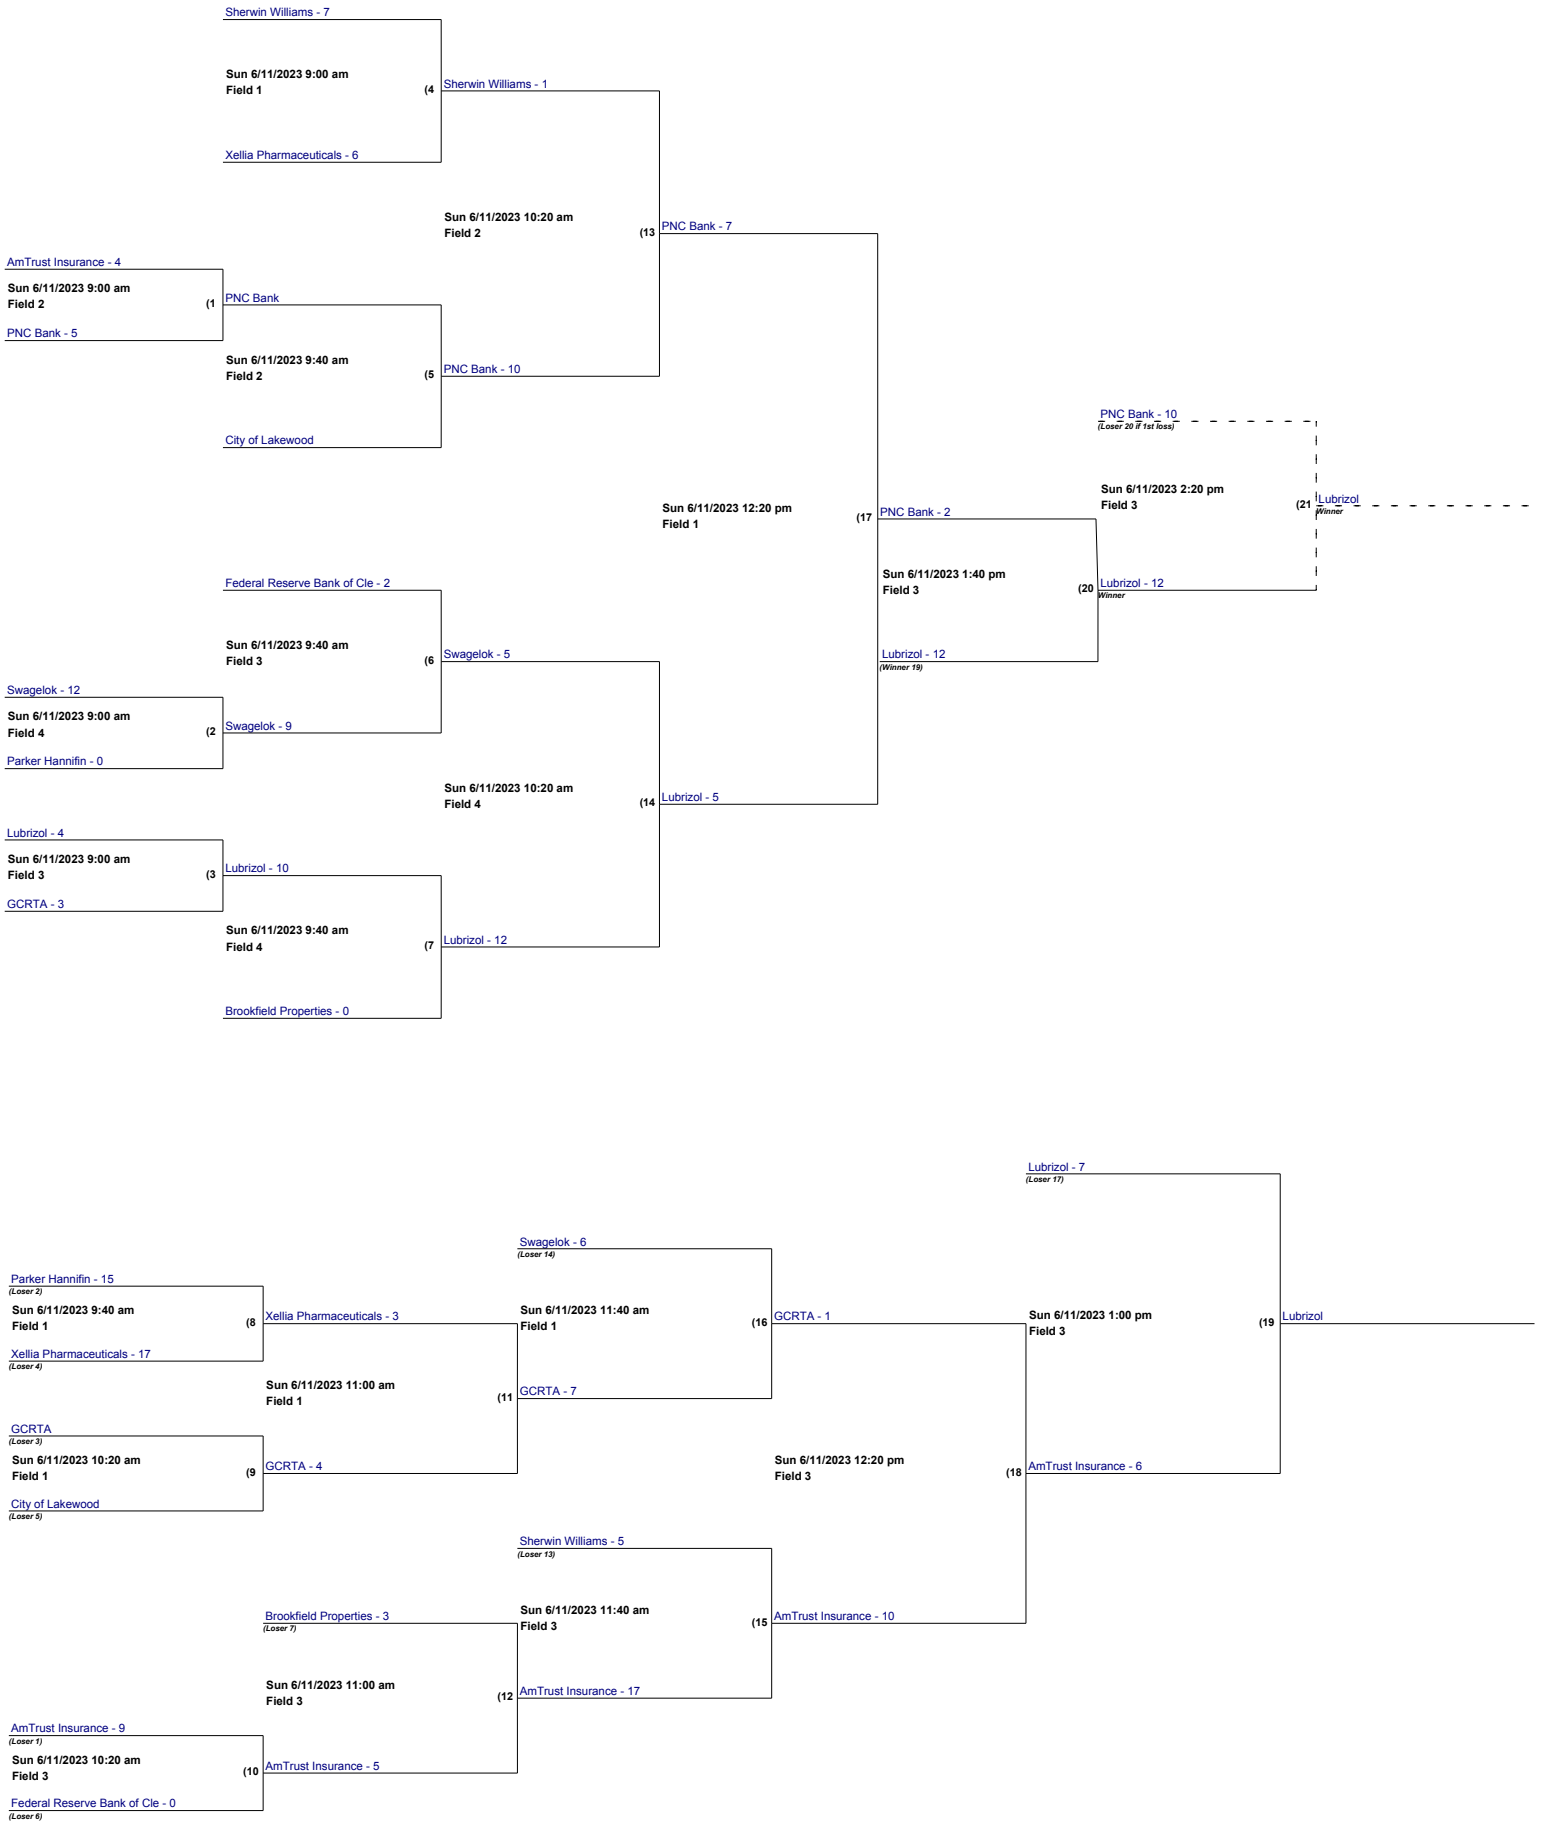 Sherwin Williams - 7
Sun 6/11/2023 9:00 am
Field 1
(4
Sherwin Williams - 1
Xellia Pharmaceuticals - 6
Sun 6/11/2023 10:20 am
Field 2
(13
PNC Bank - 7
AmTrust Insurance - 4
Sun 6/11/2023 9:00 am
Field 2
(1
PNC Bank
PNC Bank - 5
Sun 6/11/2023 9:40 am
Field 2
(5
PNC Bank - 10
City of Lakewood
PNC Bank - 10
(Loser 20 if 1st loss)
Sun 6/11/2023 2:20 pm
Field 3
(21
Lubrizol
Winner
Sun 6/11/2023 12:20 pm
Field 1
(17
PNC Bank - 2
Federal Reserve Bank of Cle - 2
Sun 6/11/2023 1:40 pm
Field 3
(20
Lubrizol - 12
Winner
Sun 6/11/2023 9:40 am
Field 3
(6
Swagelok - 5
Lubrizol - 12
(Winner 19)
Swagelok - 12
Sun 6/11/2023 9:00 am
Field 4
(2
Swagelok - 9
Parker Hannifin - 0
Sun 6/11/2023 10:20 am
Field 4
(14
Lubrizol - 5
Lubrizol - 4
Sun 6/11/2023 9:00 am
Field 3
(3
Lubrizol - 10
GCRTA - 3
Sun 6/11/2023 9:40 am
Field 4
(7
Lubrizol - 12
Brookfield Properties - 0
Lubrizol - 7
(Loser 17)
Swagelok - 6
(Loser 14)
Parker Hannifin - 15
(Loser 2)
Sun 6/11/2023 9:40 am
Field 1
(8
Xellia Pharmaceuticals - 3
Sun 6/11/2023 11:40 am
Field 1
(16
GCRTA - 1
Sun 6/11/2023 1:00 pm
Field 3
(19
Lubrizol
Xellia Pharmaceuticals - 17
(Loser 4)
Sun 6/11/2023 11:00 am
Field 1
(11
GCRTA - 7
GCRTA
(Loser 3)
Sun 6/11/2023 10:20 am
Field 1
(9
GCRTA - 4
Sun 6/11/2023 12:20 pm
Field 3
(18
AmTrust Insurance - 6
City of Lakewood
(Loser 5)
Sherwin Williams - 5
(Loser 13)
Brookfield Properties - 3
(Loser 7)
Sun 6/11/2023 11:40 am
Field 3
(15
AmTrust Insurance - 10
Sun 6/11/2023 11:00 am
Field 3
(12
AmTrust Insurance - 17
AmTrust Insurance - 9
(Loser 1)
Sun 6/11/2023 10:20 am
Field 3
(10
AmTrust Insurance - 5
Federal Reserve Bank of Cle - 0
(Loser 6)